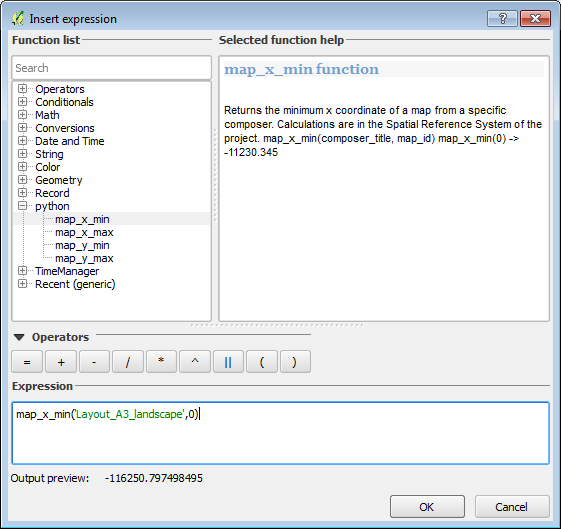 Insert expression
Function list
Search
Operators
Conditionals
Math
Conversions
Date and Time
String
Color
Geometry
Record
python
map_x_min
map_x_max
map_y_min
map_y_max
TimeManager
Recent (generic)
Selected function help
map_x_min function
Returns the minimum x coordinate of a map from a specific
composer. Calculations are in the Spatial Reference System of the
project. map_x_min(composer_title, map_id) map_x_min(0) ->
-11230.345
Operators
= + - / * ^ || ( )
Expression
map_x_min('Layout_A3_landscape',0)
Output preview: -116250.797498495
OK Cancel